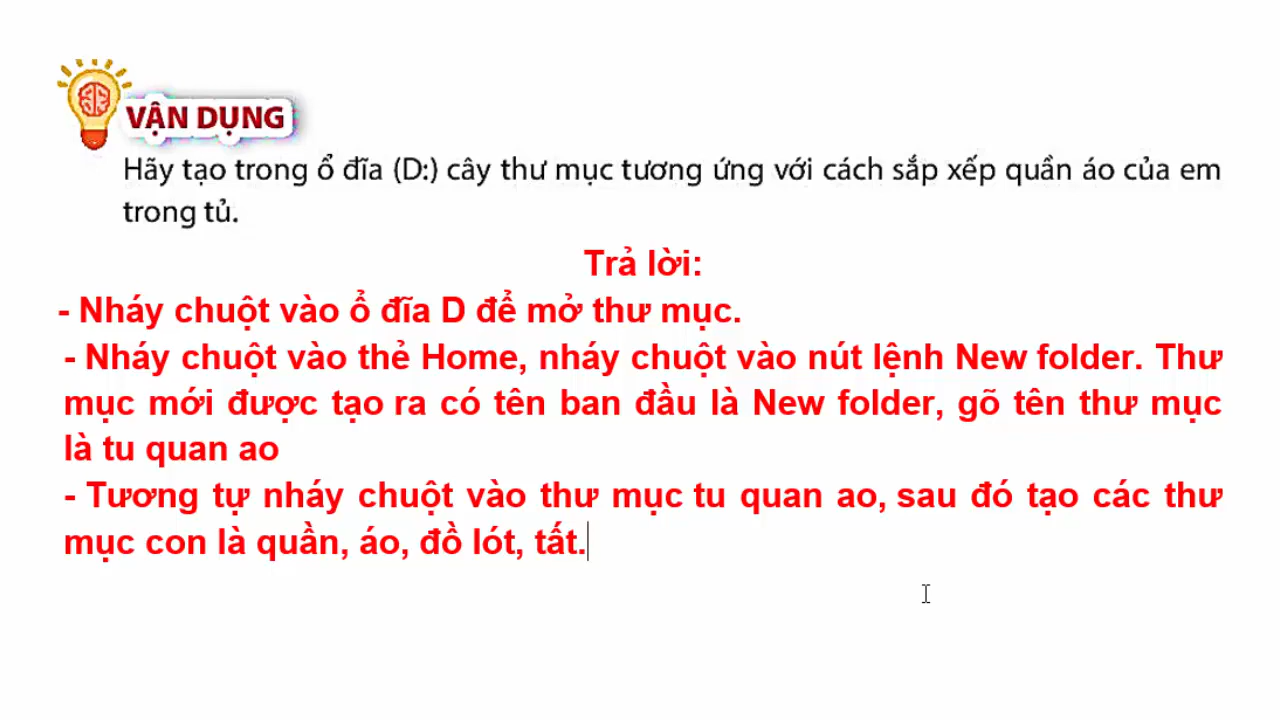 VẬN DỤNG
Hãy tạo trong ổ đĩa (D:) cây thư mục tương ứng với cách sắp xếp quần áo của em
trong tủ.
Trả lời:
- Nháy chuột vào ổ đĩa D để mở thư mục.
- Nháy chuột vào thẻ Home, nháy chuột vào nút lệnh New folder. Thư
mục mới được tạo ra có tên ban đầu là New folder, gõ tên thư mục
là tu quan ao
- Tương tự nháy chuột vào thư mục tu quan ao, sau đó tạo các thư
mục con là quần, áo, đồ lót, tất.